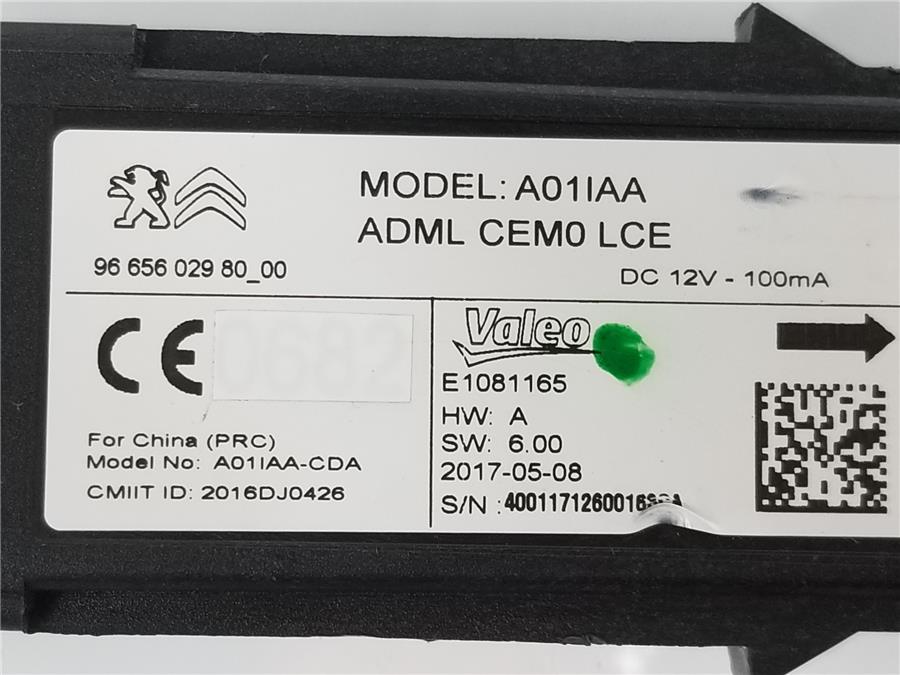 MODEL: A01IAA
ADML CEM0 LCE
96 656 029 80_00
DC 12V - 100mA
CE 0682
For China (PRC)
Model No: A01IAA-CDA
CMIIT ID: 2016DJ0426
Valeo
E1081165
HW: A
SW: 6.00
2017-05-08
S/N :